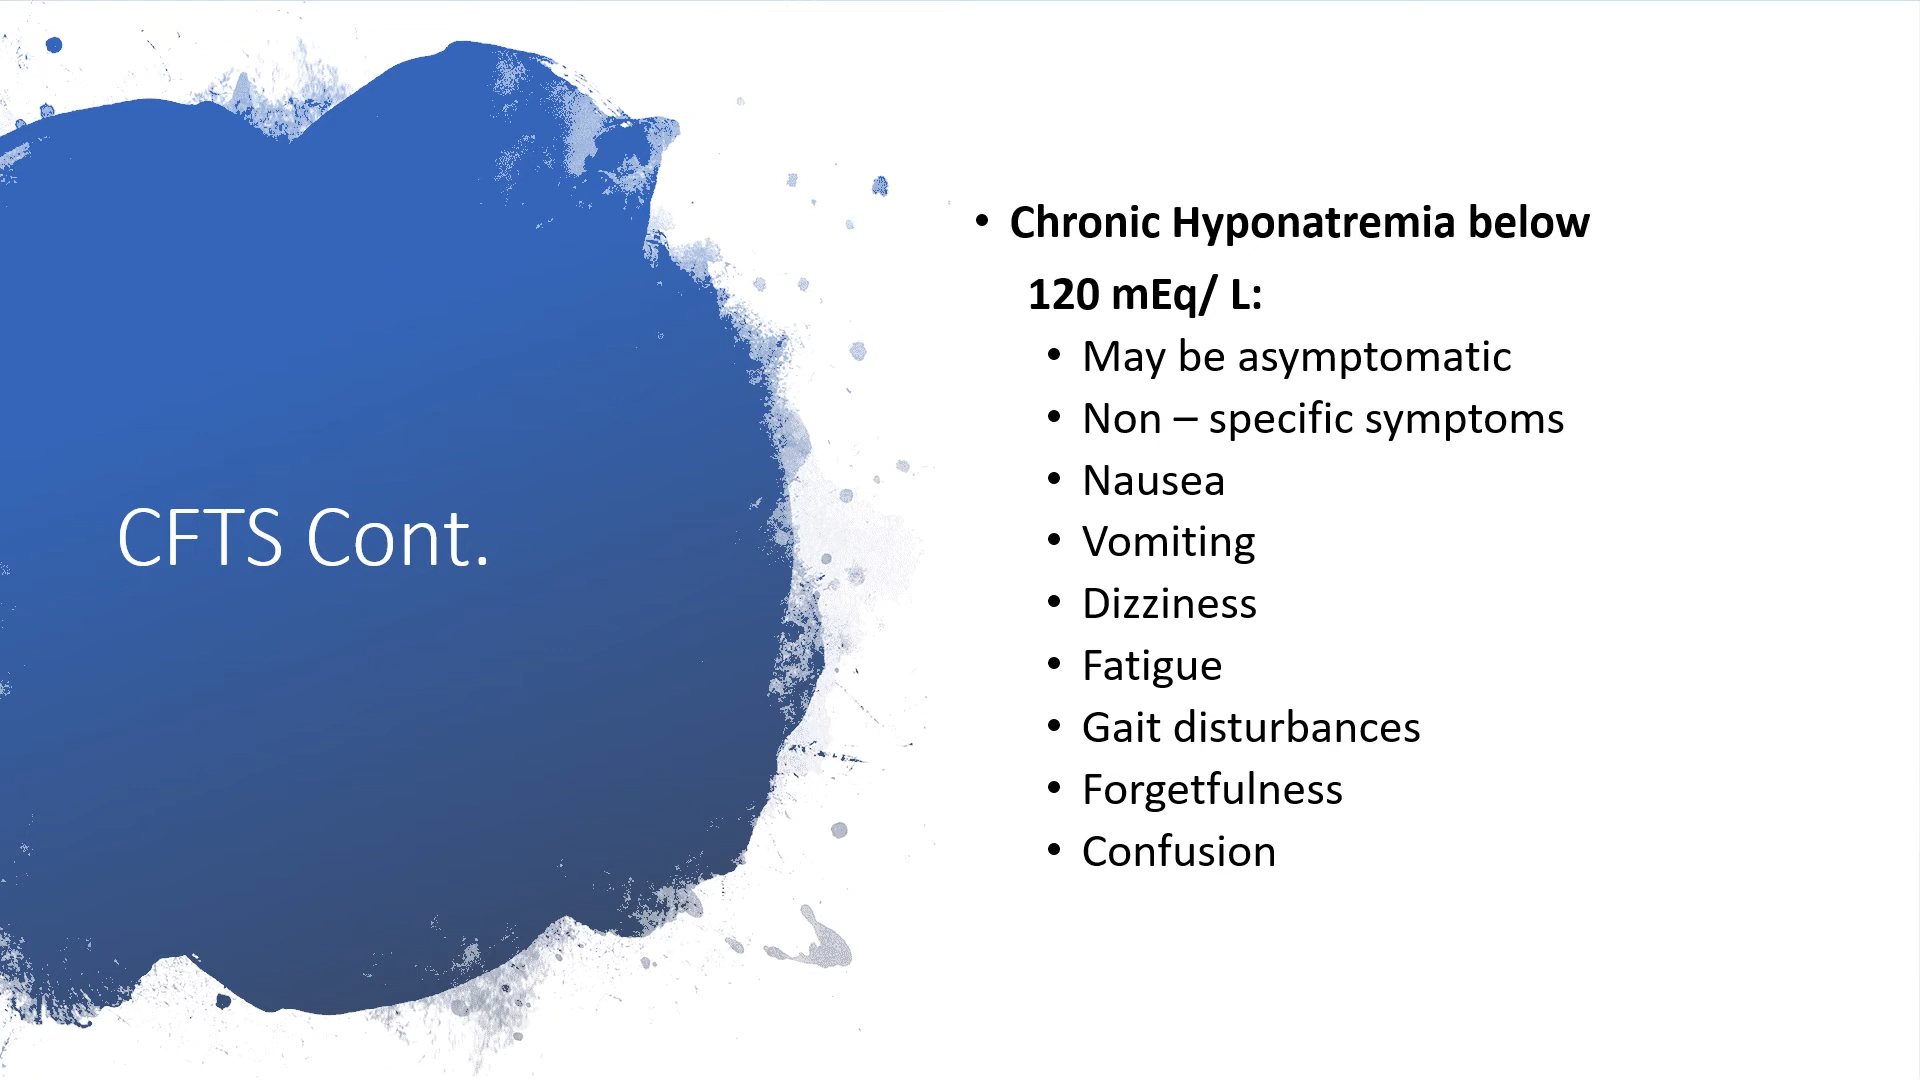 CFTS Cont.
• Chronic Hyponatremia below
120 mEq/ L:
• May be asymptomatic
• Non – specific symptoms
• Nausea
• Vomiting
• Dizziness
• Fatigue
• Gait disturbances
• Forgetfulness
• Confusion